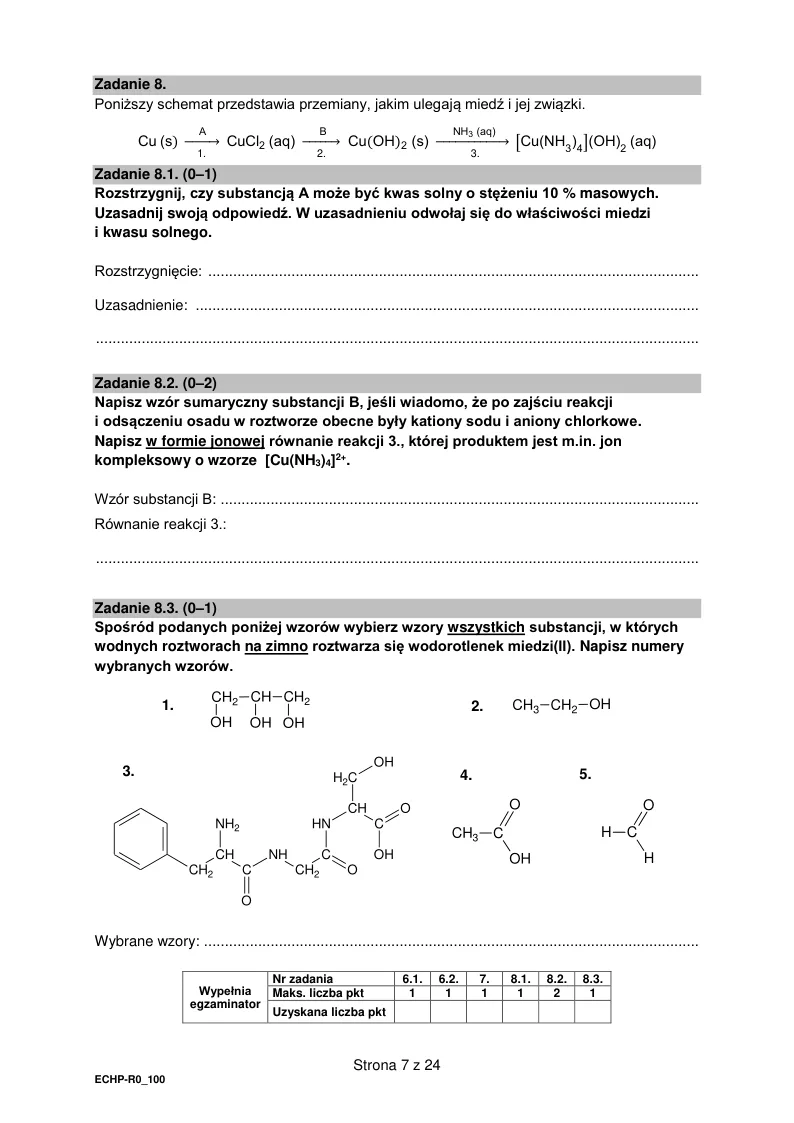 Zadanie 8.
Poniższy schemat przedstawia przemiany, jakim ulegają miedź i jej związki.
Cu (s) A⟶1. CuCl₂ (aq) B⟶2. Cu(OH)₂ (s) NH₃ (aq)⟶3. [Cu(NH₃)₄](OH)₂ (aq)
Zadanie 8.1. (0–1)
Rozstrzygnij, czy substancją A może być kwas solny o stężeniu 10 % masowych.
Uzasadnij swoją odpowiedź. W uzasadnieniu odwołaj się do właściwości miedzi
i kwasu solnego.
Rozstrzygnięcie: ......................................................................................................................
Uzasadnienie: .........................................................................................................................
..................................................................................................................................................
Zadanie 8.2. (0–2)
Napisz wzór sumaryczny substancji B, jeśli wiadomo, że po zajściu reakcji
i odsączeniu osadu w roztworze obecne były kationy sodu i aniony chlorkowe.
Napisz w formie jonowej równanie reakcji 3., której produktem jest m.in. jon
kompleksowy o wzorze [Cu(NH₃)₄]²⁺.
Wzór substancji B: ...................................................................................................................
Równanie reakcji 3.:
..................................................................................................................................................
Zadanie 8.3. (0–1)
Spośród podanych poniżej wzorów wybierz wzory wszystkich substancji, w których
wodnych roztworach na zimno roztwarza się wodorotlenek miedzi(II). Napisz numery
wybranych wzorów.
1. CH₂–CH–CH₂
OH OH OH
2. CH₃–CH₂–OH
3.
OH
H₂C
CH O
NH₂ HN C
CH NH C OH
CH₂ C CH₂ O
O
4.
O
CH₃–C
OH
5.
O
H–C
H
Wybrane wzory: .......................................................................................................................
Wypełnia egzaminator
Nr zadania 6.1. 6.2. 7. 8.1. 8.2. 8.3.
Maks. liczba pkt 1 1 1 1 2 1
Uzyskana liczba pkt
Strona 7 z 24
ECHP-R0_100